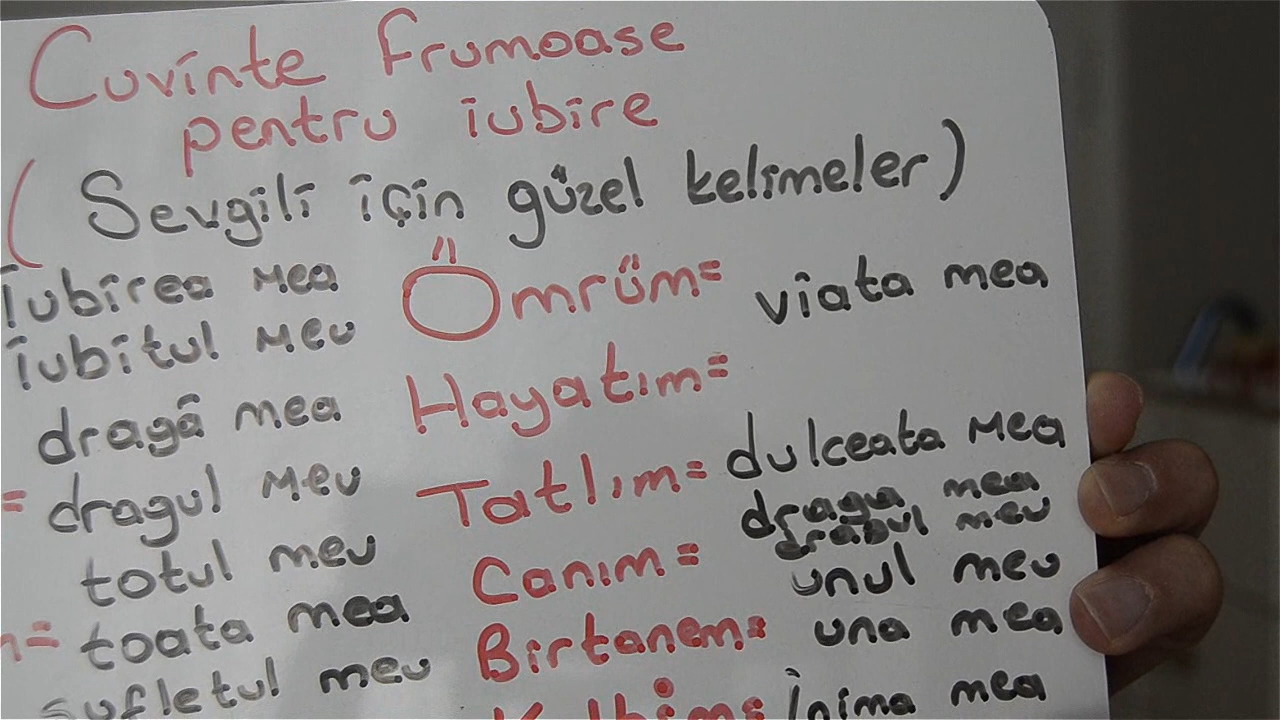 Cuvinte frumoase
pentru iubire
(Sevgili için güzel kelimeler)
iubirea mea
iubitul meu
dragă mea
= dragul meu
totul meu
= toata mea
sufletul meu
Ömrüm= viata mea
Hayatım=
Tatlım= dulceata mea
draga mea
dragul meu
Canım= unul meu
Birtanem= una mea
Kalbim= inima mea